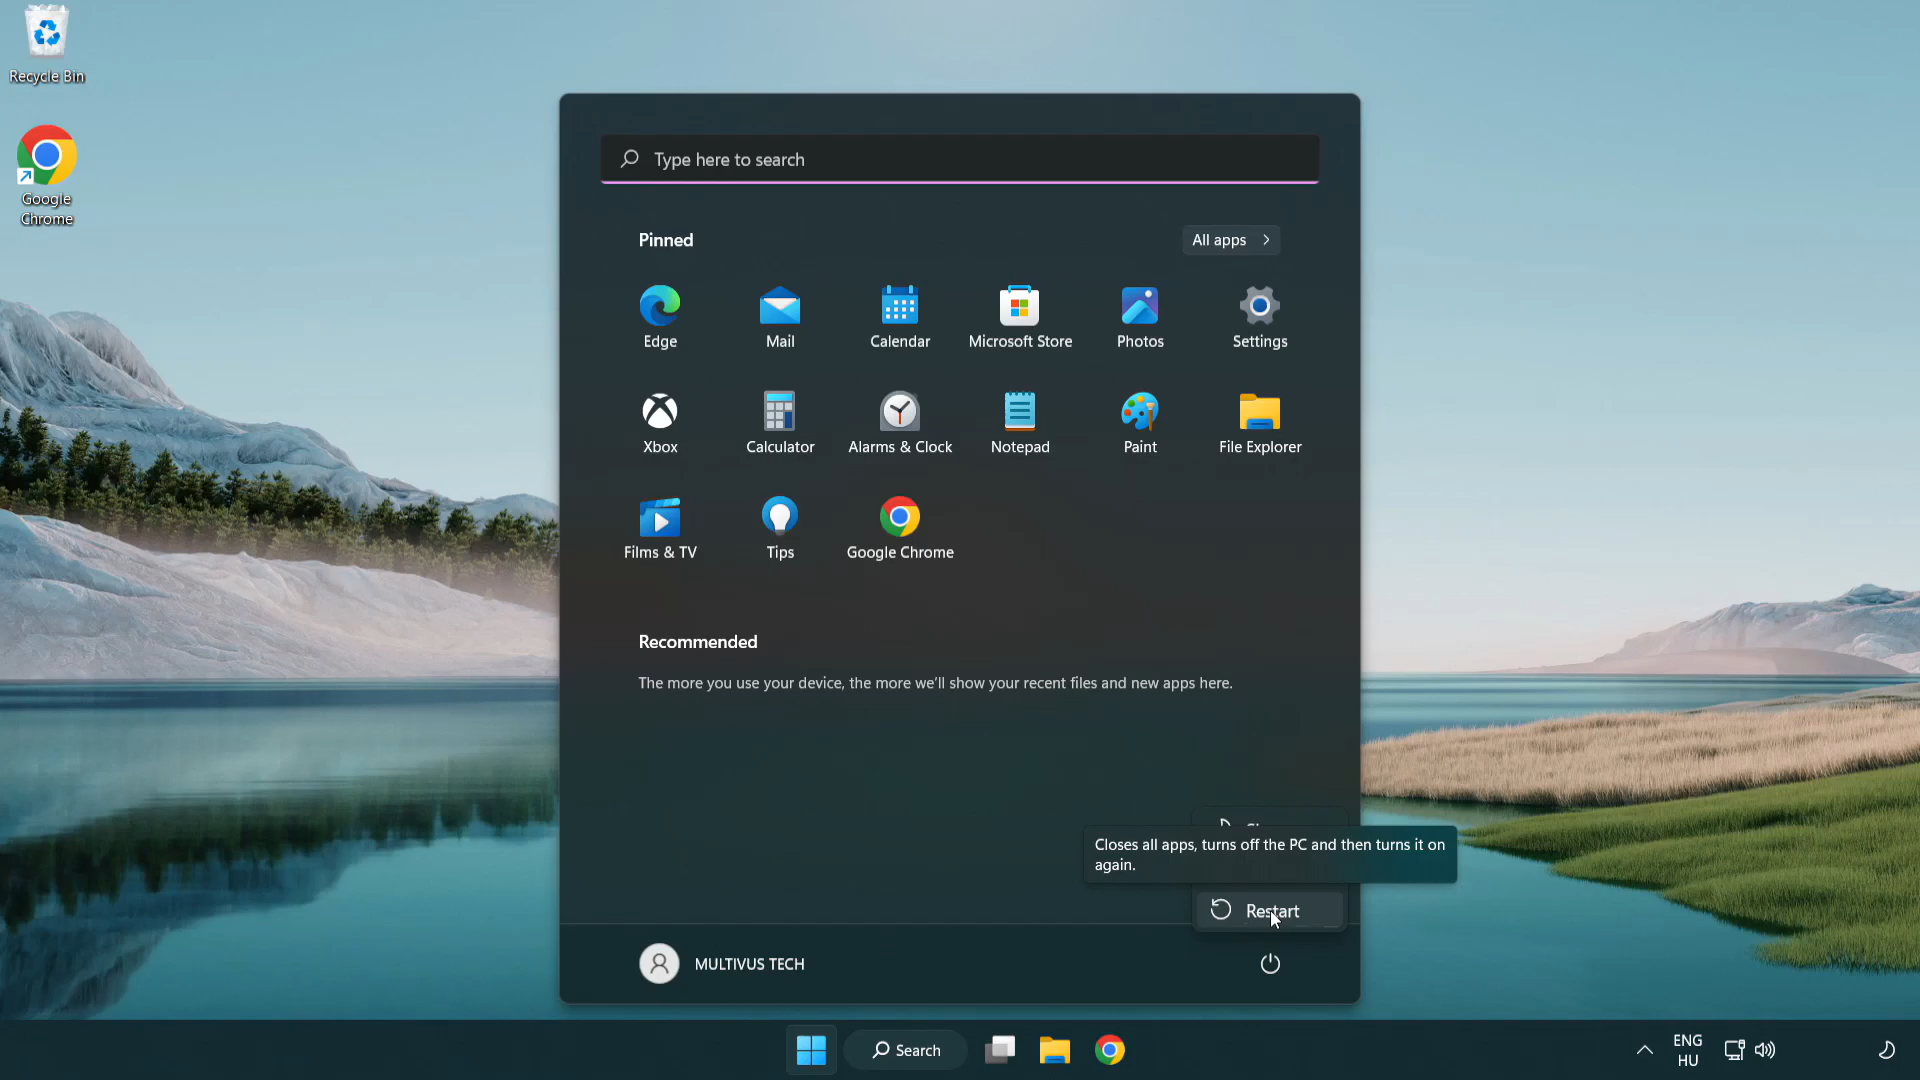 Recycle Bin
Google
Chrome
Type here to search
Pinned
All apps
Edge
Mail
Calendar
Microsoft Store
Photos
Settings
Xbox
Calculator
Alarms & Clock
Notepad
Paint
File Explorer
Films & TV
Tips
Google Chrome
Recommended
The more you use your device, the more we'll show your recent files and new apps here.
Closes all apps, turns off the PC and then turns it on
again.
Restart
MULTIVUS TECH
Search
ENG
HU